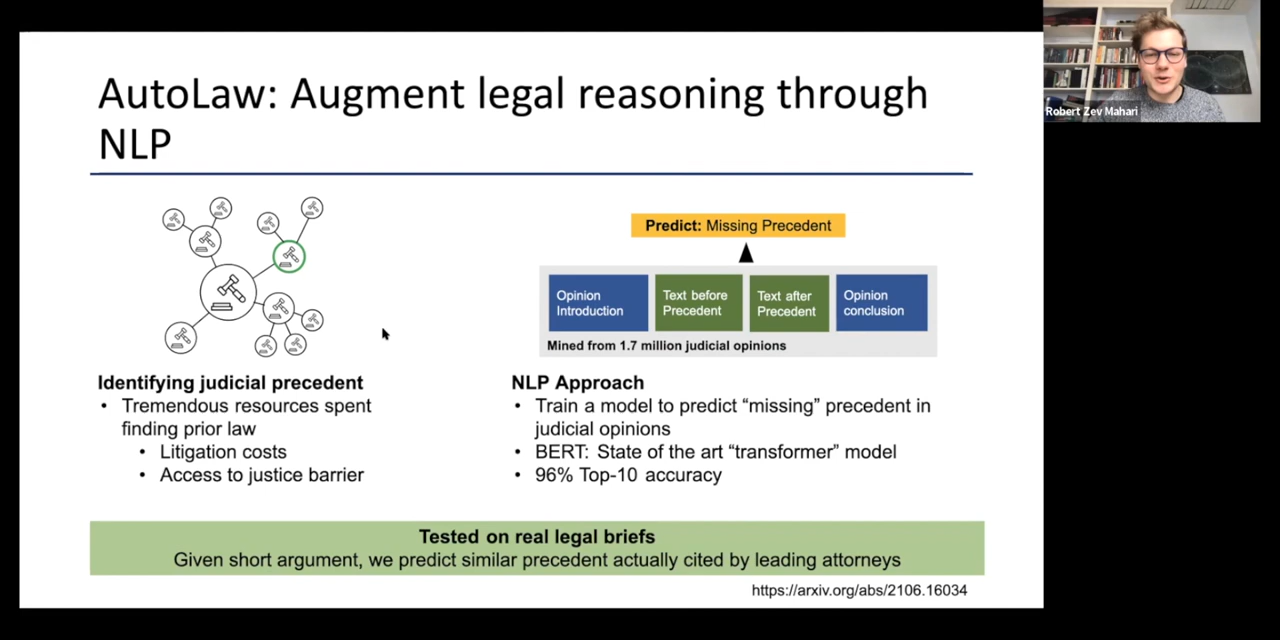 AutoLaw: Augment legal reasoning through
NLP
Robert Zev Mahari
Predict: Missing Precedent
Opinion
Introduction
Text before
Precedent
Text after
Precedent
Opinion
conclusion
Mined from 1.7 million judicial opinions
Identifying judicial precedent
• Tremendous resources spent
finding prior law
• Litigation costs
• Access to justice barrier
NLP Approach
• Train a model to predict “missing” precedent in
judicial opinions
• BERT: State of the art “transformer” model
• 96% Top-10 accuracy
Tested on real legal briefs
Given short argument, we predict similar precedent actually cited by leading attorneys
https://arxiv.org/abs/2106.16034